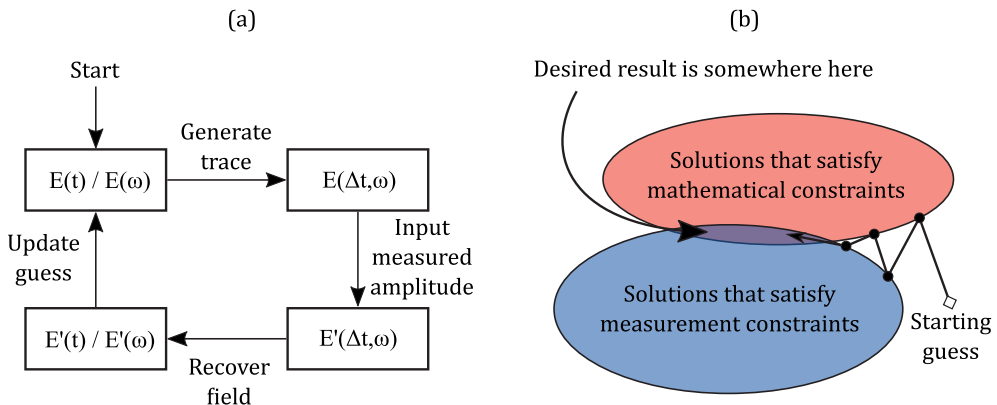 (a)
Start
Generate
trace
E(t) / E(ω)
E(Δt,ω)
Update
guess
Input
measured
amplitude
E'(t) / E'(ω)
E'(Δt,ω)
Recover
field
(b)
Desired result is somewhere here
Solutions that satisfy
mathematical constraints
Solutions that satisfy
measurement constraints
Starting
guess